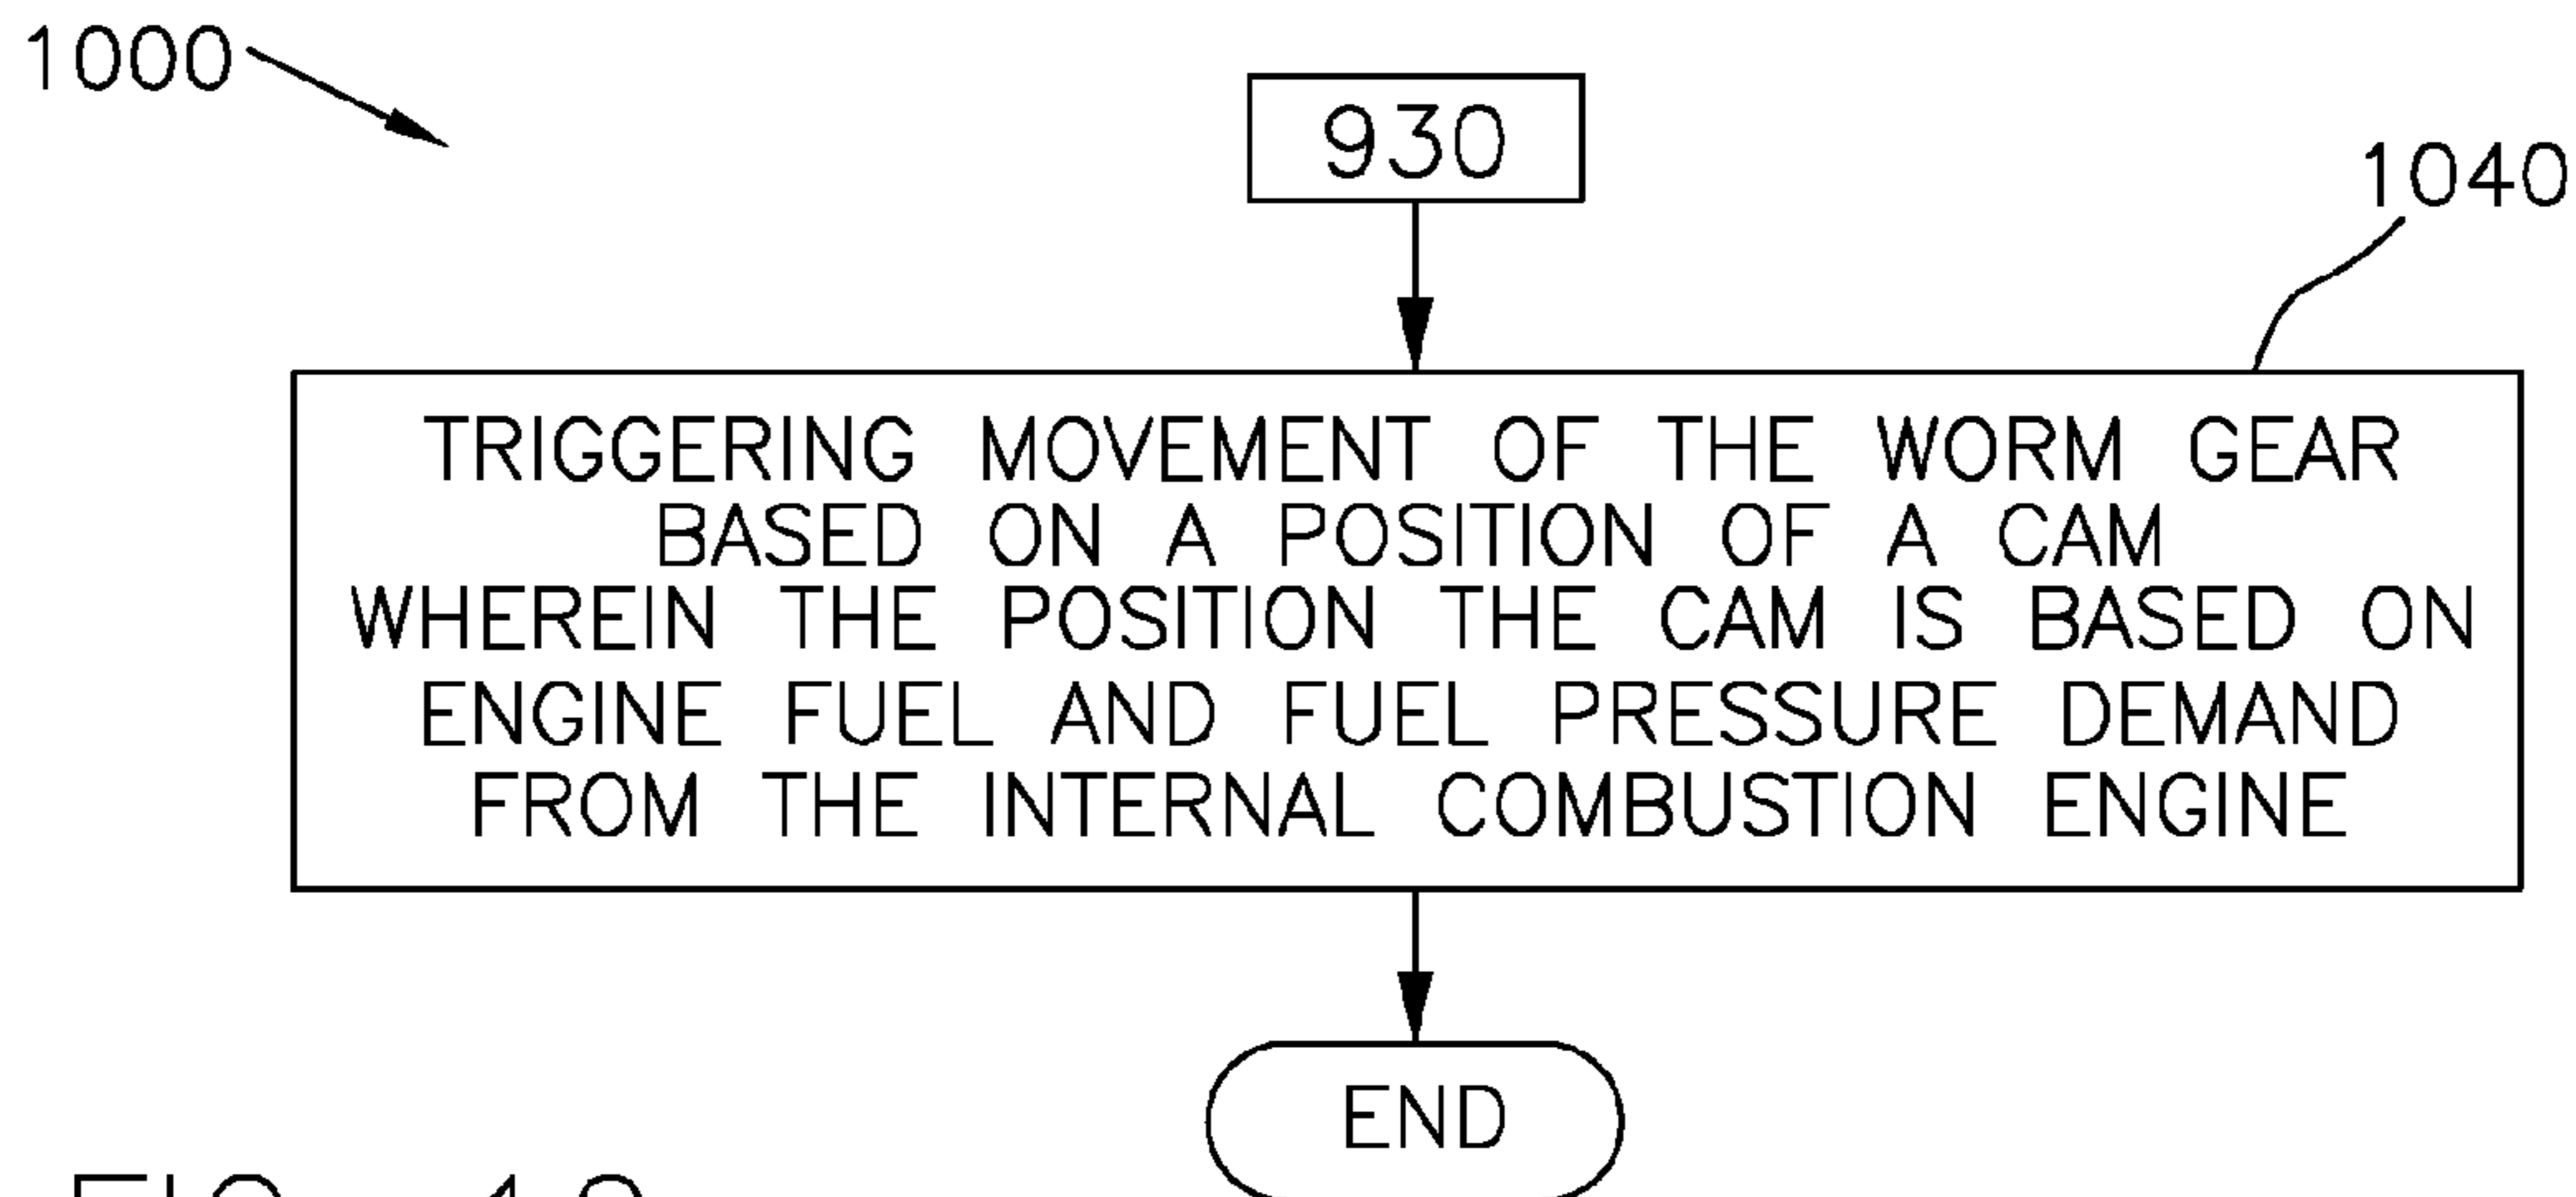 1000
930
1040
TRIGGERING MOVEMENT OF THE WORM GEAR
BASED ON A POSITION OF A CAM
WHEREIN THE POSITION THE CAM IS BASED ON
ENGINE FUEL AND FUEL PRESSURE DEMAND
FROM THE INTERNAL COMBUSTION ENGINE
END